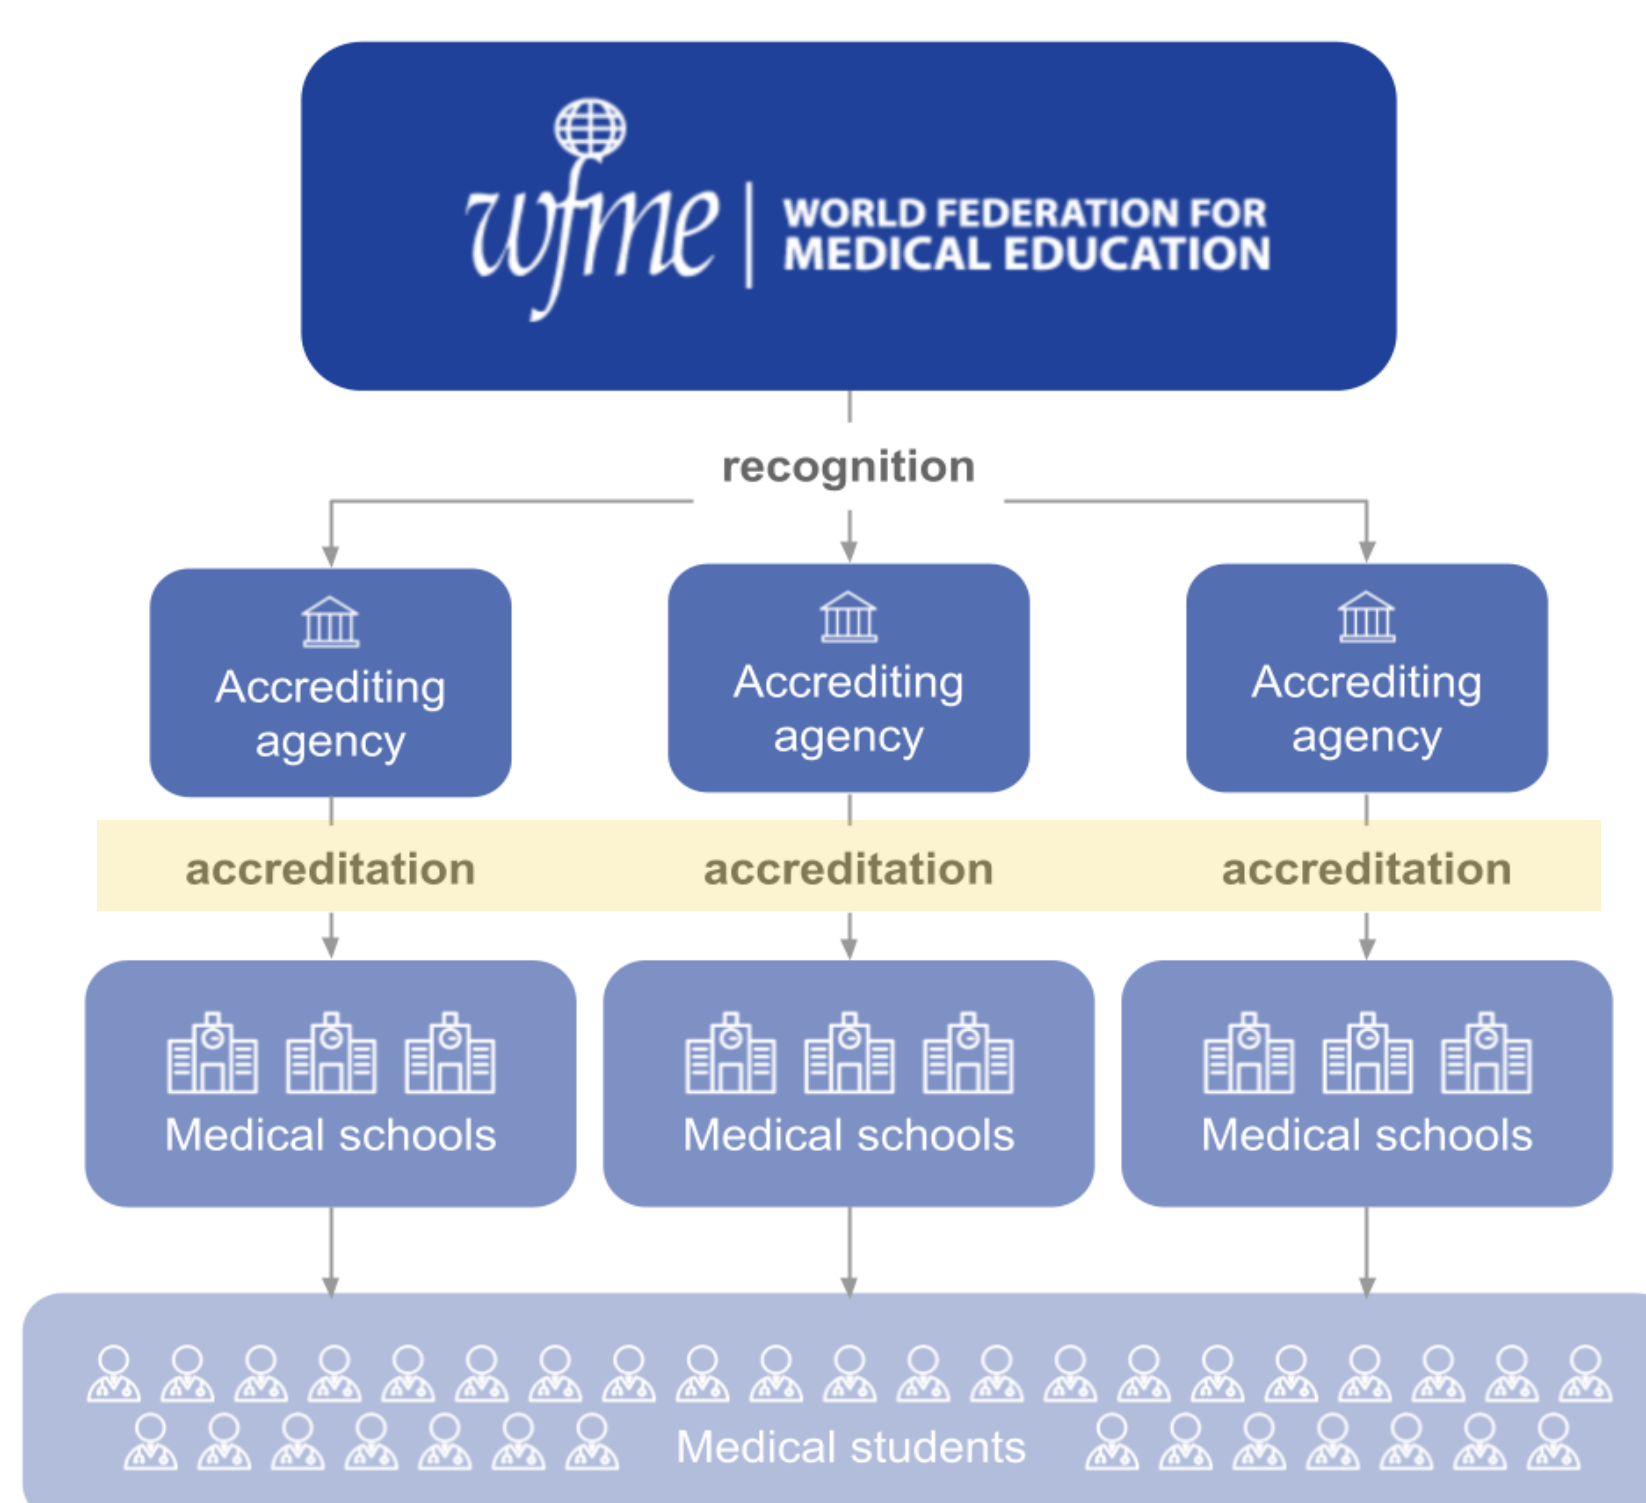 wfme
WORLD FEDERATION FOR
MEDICAL EDUCATION
recognition
Accrediting
agency
Accrediting
agency
Accrediting
agency
accreditation
accreditation
accreditation
Medical schools
Medical schools
Medical schools
Medical students